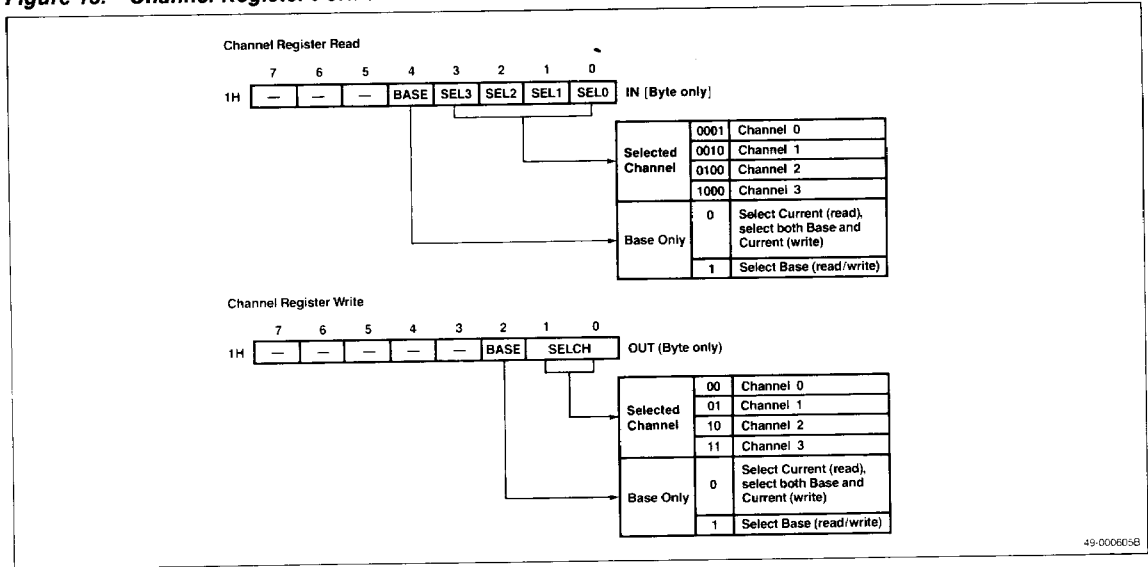 Channel Register Read
7 6 5 4 3 2 1 0
1H — — — BASE SEL3 SEL2 SEL1 SEL0 IN [Byte only]
Selected Channel
0001 Channel 0
0010 Channel 1
0100 Channel 2
1000 Channel 3
Base Only
0 Select Current (read),
select both Base and
Current (write)
1 Select Base (read/write)
Channel Register Write
7 6 5 4 3 2 1 0
1H — — — — — BASE SELCH OUT (Byte only)
Selected Channel
00 Channel 0
01 Channel 1
10 Channel 2
11 Channel 3
Base Only
0 Select Current (read),
select both Base and
Current (write)
1 Select Base (read/write)
49-000605B